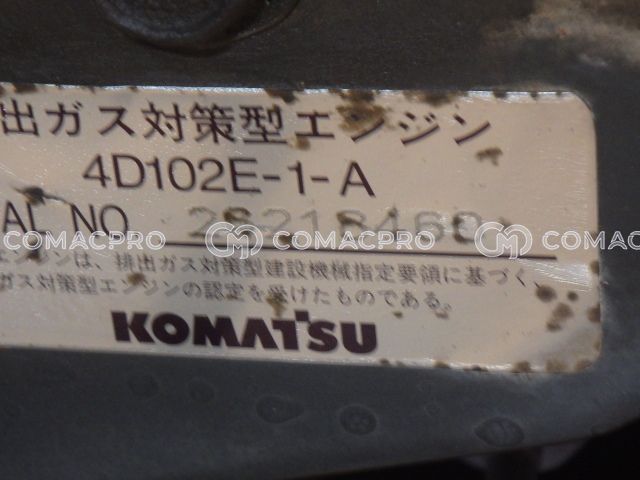 出ガス対策型エンジン
4D102E-1-A
AL NO 26218468
COMACPRO COMACPRO COMACPRO
エンジンは、排出ガス対策型建設機械指定要領に基づく、
ガス対策型エンジンの認定を受けたものである。
KOMATSU